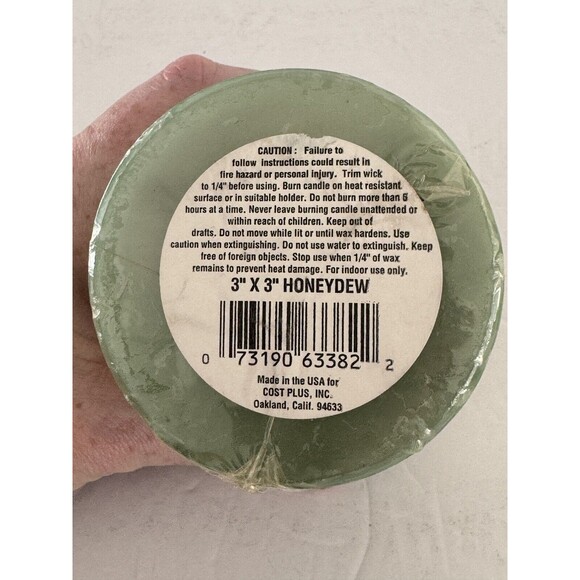 CAUTION : Failure to
follow instructions could result in
fire hazard or personal injury. Trim wick
to 1/4" before using. Burn candle on heat resistant
surface or in suitable holder. Do not burn more than 5
hours at a time. Never leave burning candle unattended or
within reach of children. Keep out of
drafts. Do not move while lit or until wax hardens. Use
caution when extinguishing. Do not use water to extinguish. Keep
free of foreign objects. Stop use when 1/4" of wax
remains to prevent heat damage. For indoor use only.
3" X 3" HONEYDEW
0 73190 63382 2
Made in the USA for
COST PLUS, INC.
Oakland, Calif. 94633